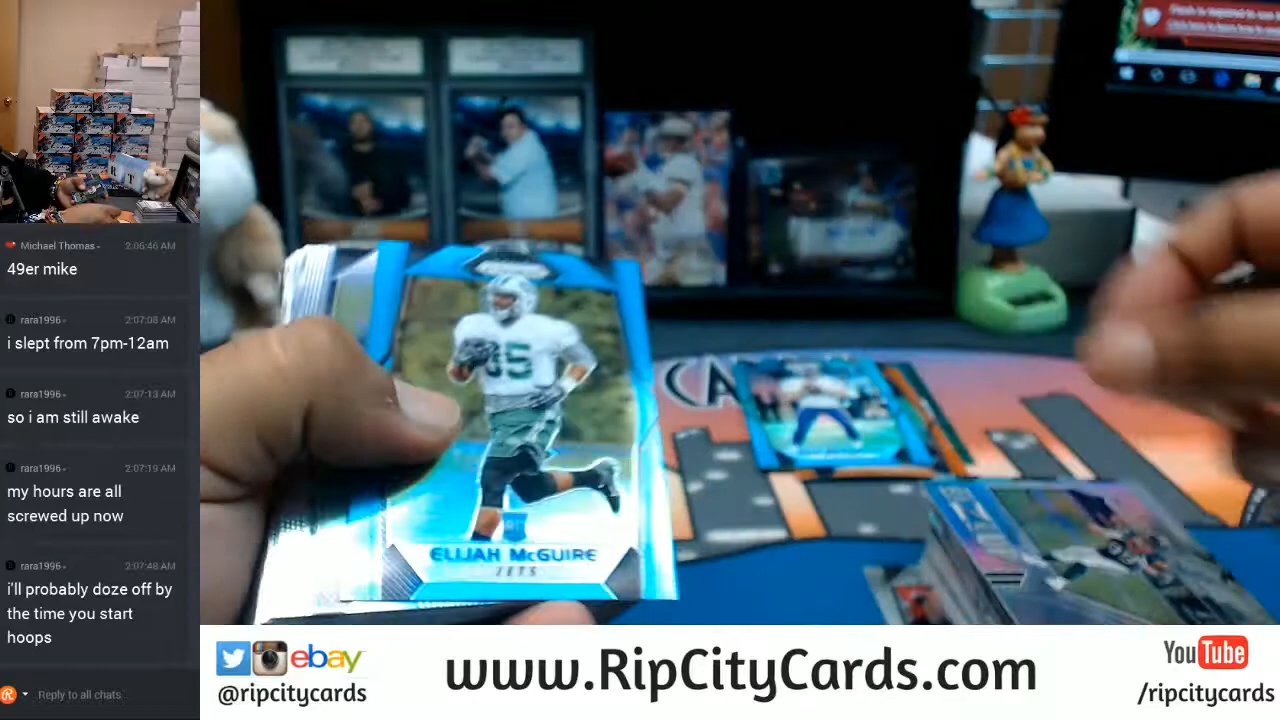 Michael Thomas
2:06:46 AM
49er mike
rara1996
2:07:08 AM
i slept from 7pm-12am
rara1996
2:07:13 AM
so i am still awake
rara1996
2:07:19 AM
my hours are all
screwed up now
rara1996
2:07:48 AM
i'll probably doze off by
the time you start
hoops
Reply to all chats
CA
35
ELIJAH McGUIRE
JETS
ebay
@ripcitycards
www.RipCityCards.com
YouTube
/ripcitycards